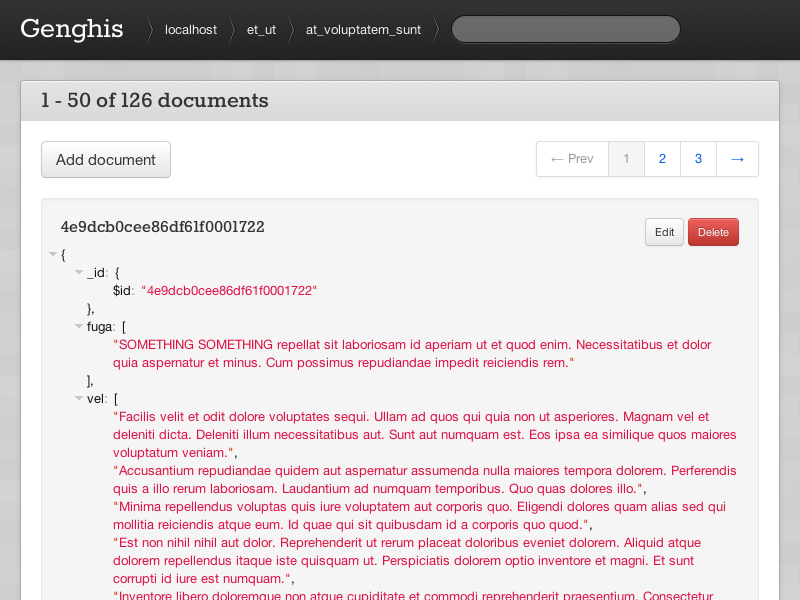 Genghis
localhost
et_ut
at_voluptatem_sunt
1 - 50 of 126 documents
Add document
← Prev 1 2 3 →
4e9dcb0cee86df61f0001722
Edit Delete
{
_id: {
$id: "4e9dcb0cee86df61f0001722"
},
fuga: [
"SOMETHING SOMETHING repellat sit laboriosam id aperiam ut et quod enim. Necessitatibus et dolor
quia aspernatur et minus. Cum possimus repudiandae impedit reiciendis rem."
],
vel: [
"Facilis velit et odit dolore voluptates sequi. Ullam ad quos qui quia non ut asperiores. Magnam vel et
deleniti dicta. Deleniti illum necessitatibus aut. Sunt aut numquam est. Eos ipsa ea similique quos maiores
voluptatum veniam.",
"Accusantium repudiandae quidem aut aspernatur assumenda nulla maiores tempora dolorem. Perferendis
quis a illo rerum laboriosam. Laudantium ad numquam temporibus. Quo quas dolores illo.",
"Minima repellendus voluptas quis iure voluptatem aut corporis quo. Eligendi dolores quam alias sed qui
mollitia reiciendis atque eum. Id quae qui sit quibusdam id a corporis quo quod.",
"Est non nihil nihil aut dolor. Reprehenderit ut rerum placeat doloribus eveniet dolorem. Aliquid atque
dolorem repellendus itaque iste quisquam ut. Perspiciatis dolorem optio inventore et magni. Et sunt
corrupti id iure est numquam.",
"Inventore libero doloremque non atque cupiditate et commodi reprehenderit praesentium. Consectetur